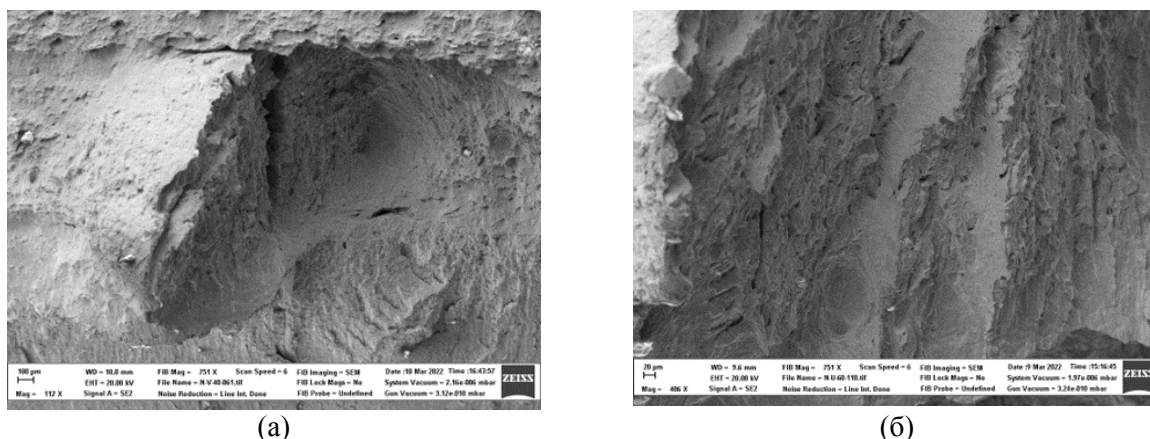 100 µm
WD = 10.0 mm
FIB Mag = 751 X
Scan Speed = 6
FIB Imaging = SEM
Date :10 Mar 2022 Time :16:43:57
EHT = 20.00 kV
File Name = N-V-40-061.tif
FIB Lock Mags = No
System Vacuum = 2.16e-006 mbar
Mag = 112 X
Signal A = SE2
Noise Reduction = Line Int. Done
FIB Probe = Undefined
Gun Vacuum = 3.12e-010 mbar
ZEISS
20 µm
WD = 9.6 mm
FIB Mag = 751 X
Scan Speed = 6
FIB Imaging = SEM
Date :9 Mar 2022 Time :15:16:45
EHT = 20.00 kV
File Name = N-V-60-110.tif
FIB Lock Mags = No
System Vacuum = 1.97e-006 mbar
Mag = 406 X
Signal A = SE2
Noise Reduction = Line Int. Done
FIB Probe = Undefined
Gun Vacuum = 3.24e-010 mbar
ZEISS
(а)
(б)